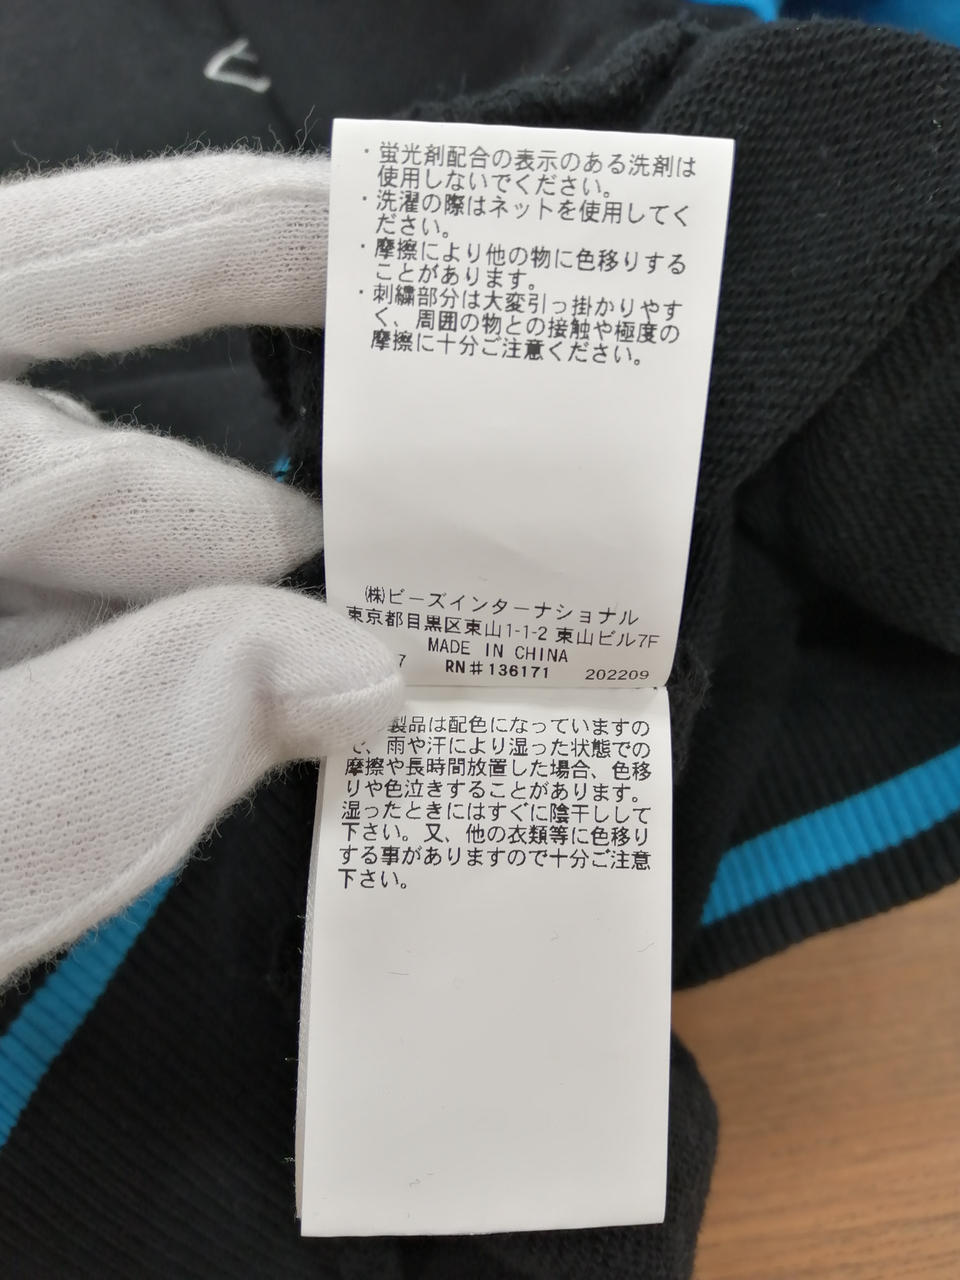 ・蛍光剤配合の表示のある洗剤は
使用しないでください。
・洗濯の際はネットを使用してく
ださい。
・摩擦により他の物に色移りする
ことがあります。
・刺繍部分は大変引っ掛かりやす
く、周囲の物との接触や極度の
摩擦に十分ご注意ください。
㈱ビーズインターナショナル
東京都目黒区東山1-1-2 東山ビル7F
MADE IN CHINA
7 RN#136171 202209
製品は配色になっていますの
で、雨や汗により湿った状態での
摩擦や長時間放置した場合、色移
りや色泣きすることがあります。
湿ったときにはすぐに陰干しして
下さい。又、他の衣類等に色移り
する事がありますので十分ご注意
下さい。